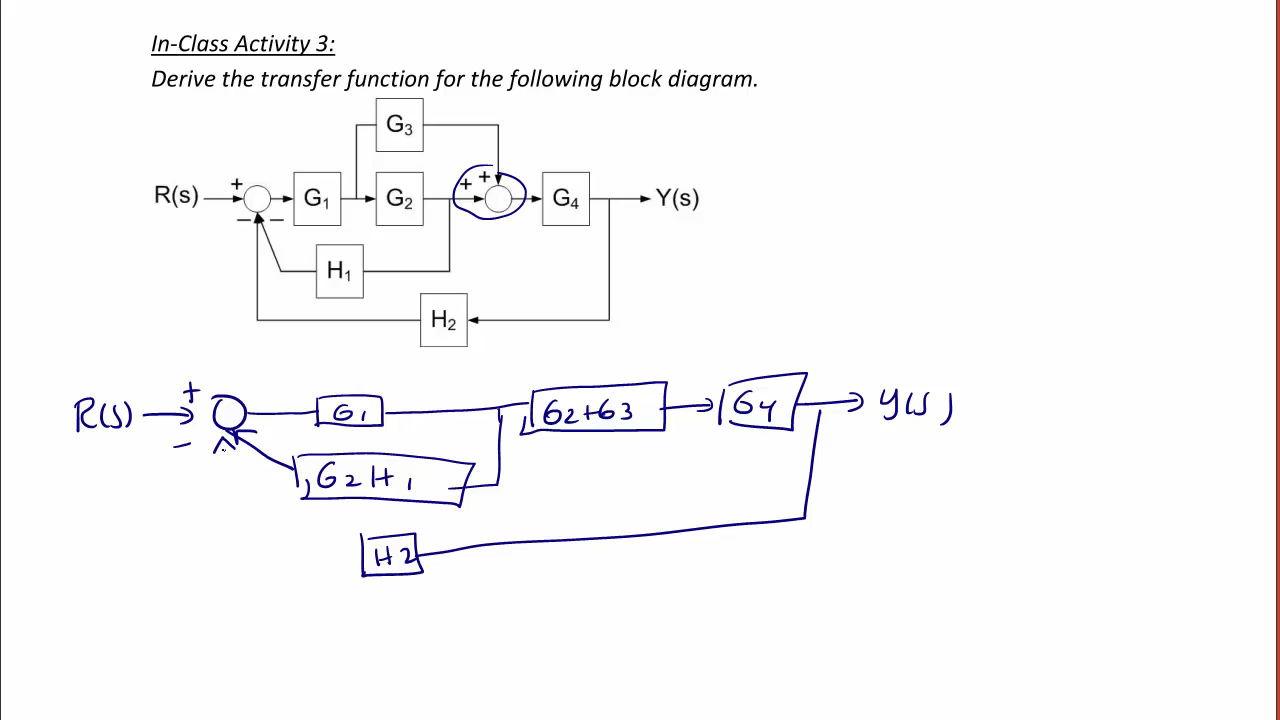 In-Class Activity 3:
Derive the transfer function for the following block diagram.
G3
R(s) + G1 G2 + + G4 Y(s)
− −
H1
H2
R(s) + G1 G2+G3 G4 Y(s)
−
G2H1
H2